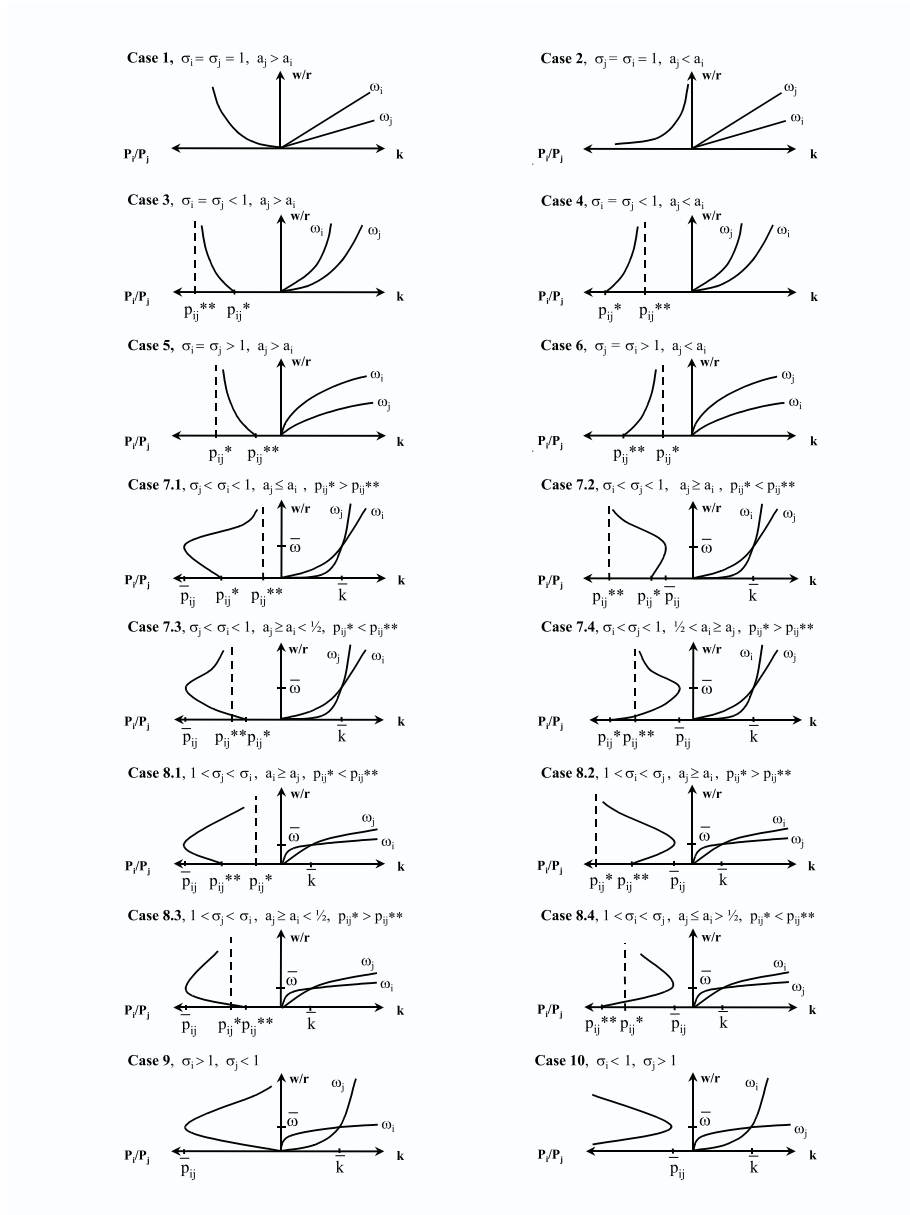 Case 1, σi = σj = 1, aj > ai
w/r
ωi
ωj
Pi/Pj
k
Case 2, σj = σi = 1, aj < ai
w/r
ωj
ωi
Pi/Pj
k
Case 3, σi = σj < 1, aj > ai
w/r
ωi
ωj
Pi/Pj
k
pij** pij*
Case 4, σi = σj < 1, aj < ai
w/r
ωj
ωi
Pi/Pj
k
pij* pij**
Case 5, σi = σj > 1, aj > ai
w/r
ωi
ωj
Pi/Pj
k
pij* pij**
Case 6, σj = σi > 1, aj < ai
w/r
ωj
ωi
Pi/Pj
k
pij** pij*
Case 7.1, σj < σi < 1, aj ≤ ai , pij* > pij**
w/r
ωj
ωi
ω̅
Pi/Pj
k
p̅ij pij* pij** k̅
Case 7.2, σi < σj < 1, aj ≥ ai , pij* < pij**
w/r
ωi
ωj
ω̅
Pi/Pj
k
pij** pij* p̅ij k̅
Case 7.3, σj < σi < 1, aj ≥ ai < ½, pij* < pij**
w/r
ωj
ωi
ω̅
Pi/Pj
k
p̅ij pij** pij* k̅
Case 7.4, σi < σj < 1, ½ < ai ≥ aj, pij* > pij**
w/r
ωi
ωj
ω̅
Pi/Pj
k
pij* pij** p̅ij k̅
Case 8.1, 1 < σj < σi , ai ≥ aj, pij* < pij**
w/r
ωj
ωi
ω̅
Pi/Pj
k
p̅ij pij** pij* k̅
Case 8.2, 1 < σi < σj, aj ≥ ai, pij* > pij**
w/r
ωi
ωj
ω̅
Pi/Pj
k
pij* pij** p̅ij k̅
Case 8.3, 1 < σj < σi , aj ≥ ai < ½, pij* > pij**
w/r
ωj
ωi
ω̅
Pi/Pj
k
p̅ij pij* pij** k̅
Case 8.4, 1 < σi < σj, aj ≤ ai > ½, pij* < pij**
w/r
ωi
ωj
ω̅
Pi/Pj
k
pij** pij* p̅ij k̅
Case 9, σi > 1, σj < 1
w/r
ωj
ωi
ω̅
Pi/Pj
k
p̅ij k̅
Case 10, σi < 1, σj > 1
w/r
ωi
ωj
ω̅
Pi/Pj
k
p̅ij k̅